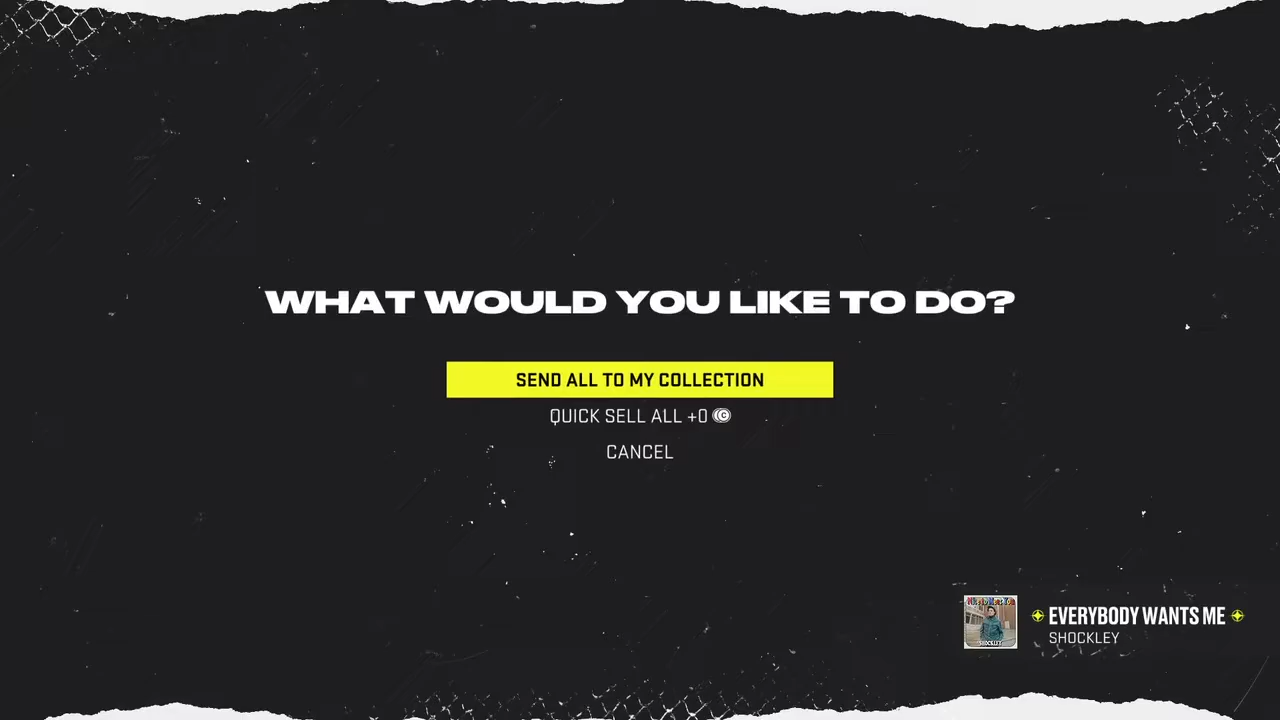 WHAT WOULD YOU LIKE TO DO?
SEND ALL TO MY COLLECTION
QUICK SELL ALL +0
CANCEL
EVERYBODY WANTS ME
SHOCKLEY
SHOCKLEY